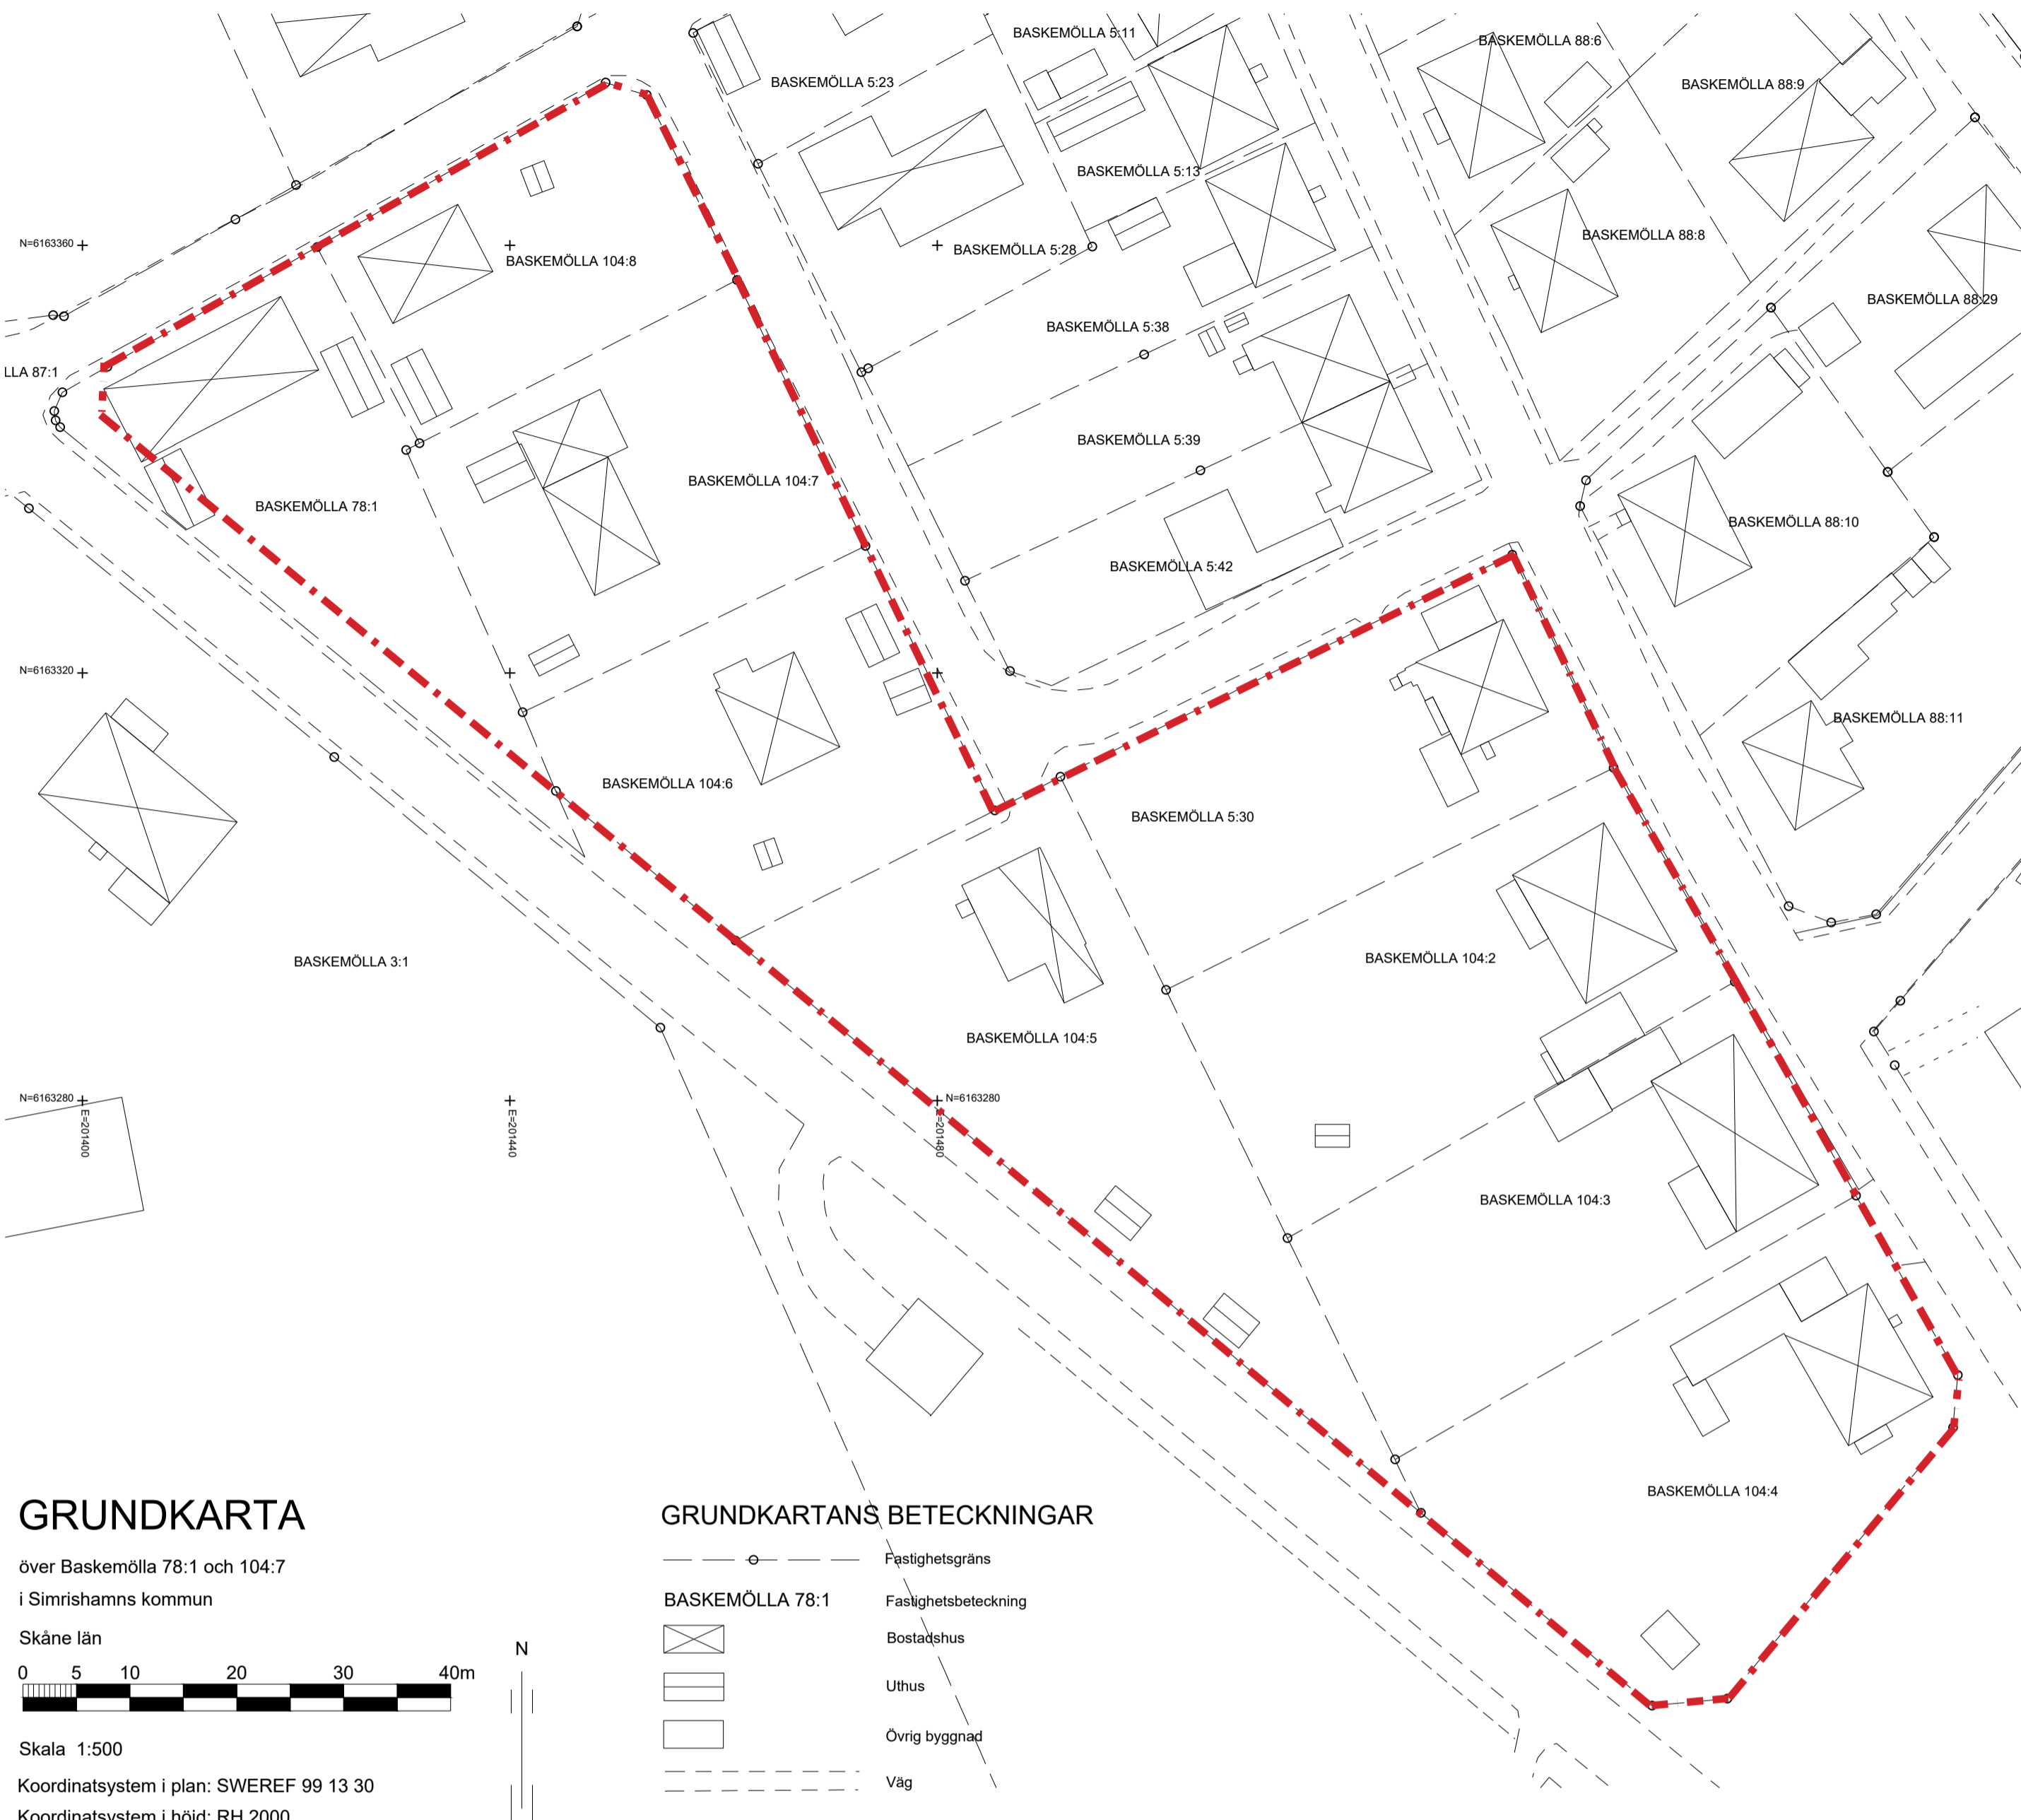 BASKEMÖLLA 5:11
BASKEMÖLLA 88:6
BASKEMÖLLA 5:23
BASKEMÖLLA 88:9
BASKEMÖLLA 5:13
N=6163360
BASKEMÖLLA 104:8
BASKEMÖLLA 5:28
BASKEMÖLLA 88:8
BASKEMÖLLA 88:29
BASKEMÖLLA 5:38
LLA 87:1
BASKEMÖLLA 5:39
BASKEMÖLLA 104:7
BASKEMÖLLA 78:1
BASKEMÖLLA 88:10
BASKEMÖLLA 5:42
N=6163320
BASKEMÖLLA 88:11
BASKEMÖLLA 104:6
BASKEMÖLLA 5:30
BASKEMÖLLA 3:1
BASKEMÖLLA 104:2
BASKEMÖLLA 104:5
N=6163280
N=6163280
E=201400
E=201440
E=201480
BASKEMÖLLA 104:3
BASKEMÖLLA 104:4
GRUNDKARTA
över Baskemölla 78:1 och 104:7
i Simrishamns kommun
Skåne län
0 5 10 20 30 40m
Skala 1:500
Koordinatsystem i plan: SWEREF 99 13 30
Koordinatsystem i höjd: RH 2000
N
GRUNDKARTANS BETECKNINGAR
Fastighetsgräns
BASKEMÖLLA 78:1 Fastighetsbeteckning
Bostadshus
Uthus
Övrig byggnad
Väg